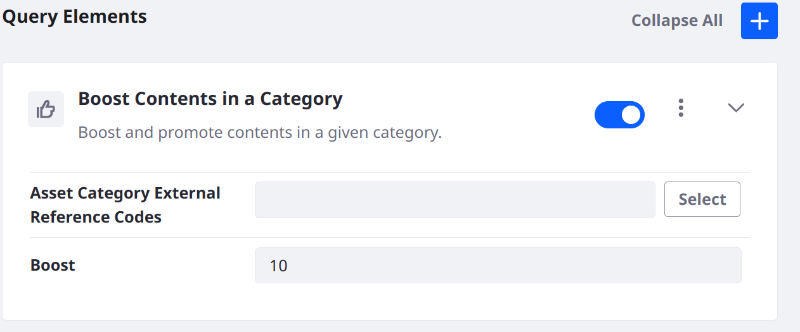 Query Elements
Collapse All
Boost Contents in a Category
Boost and promote contents in a given category.
Asset Category External
Reference Codes
Select
Boost
10